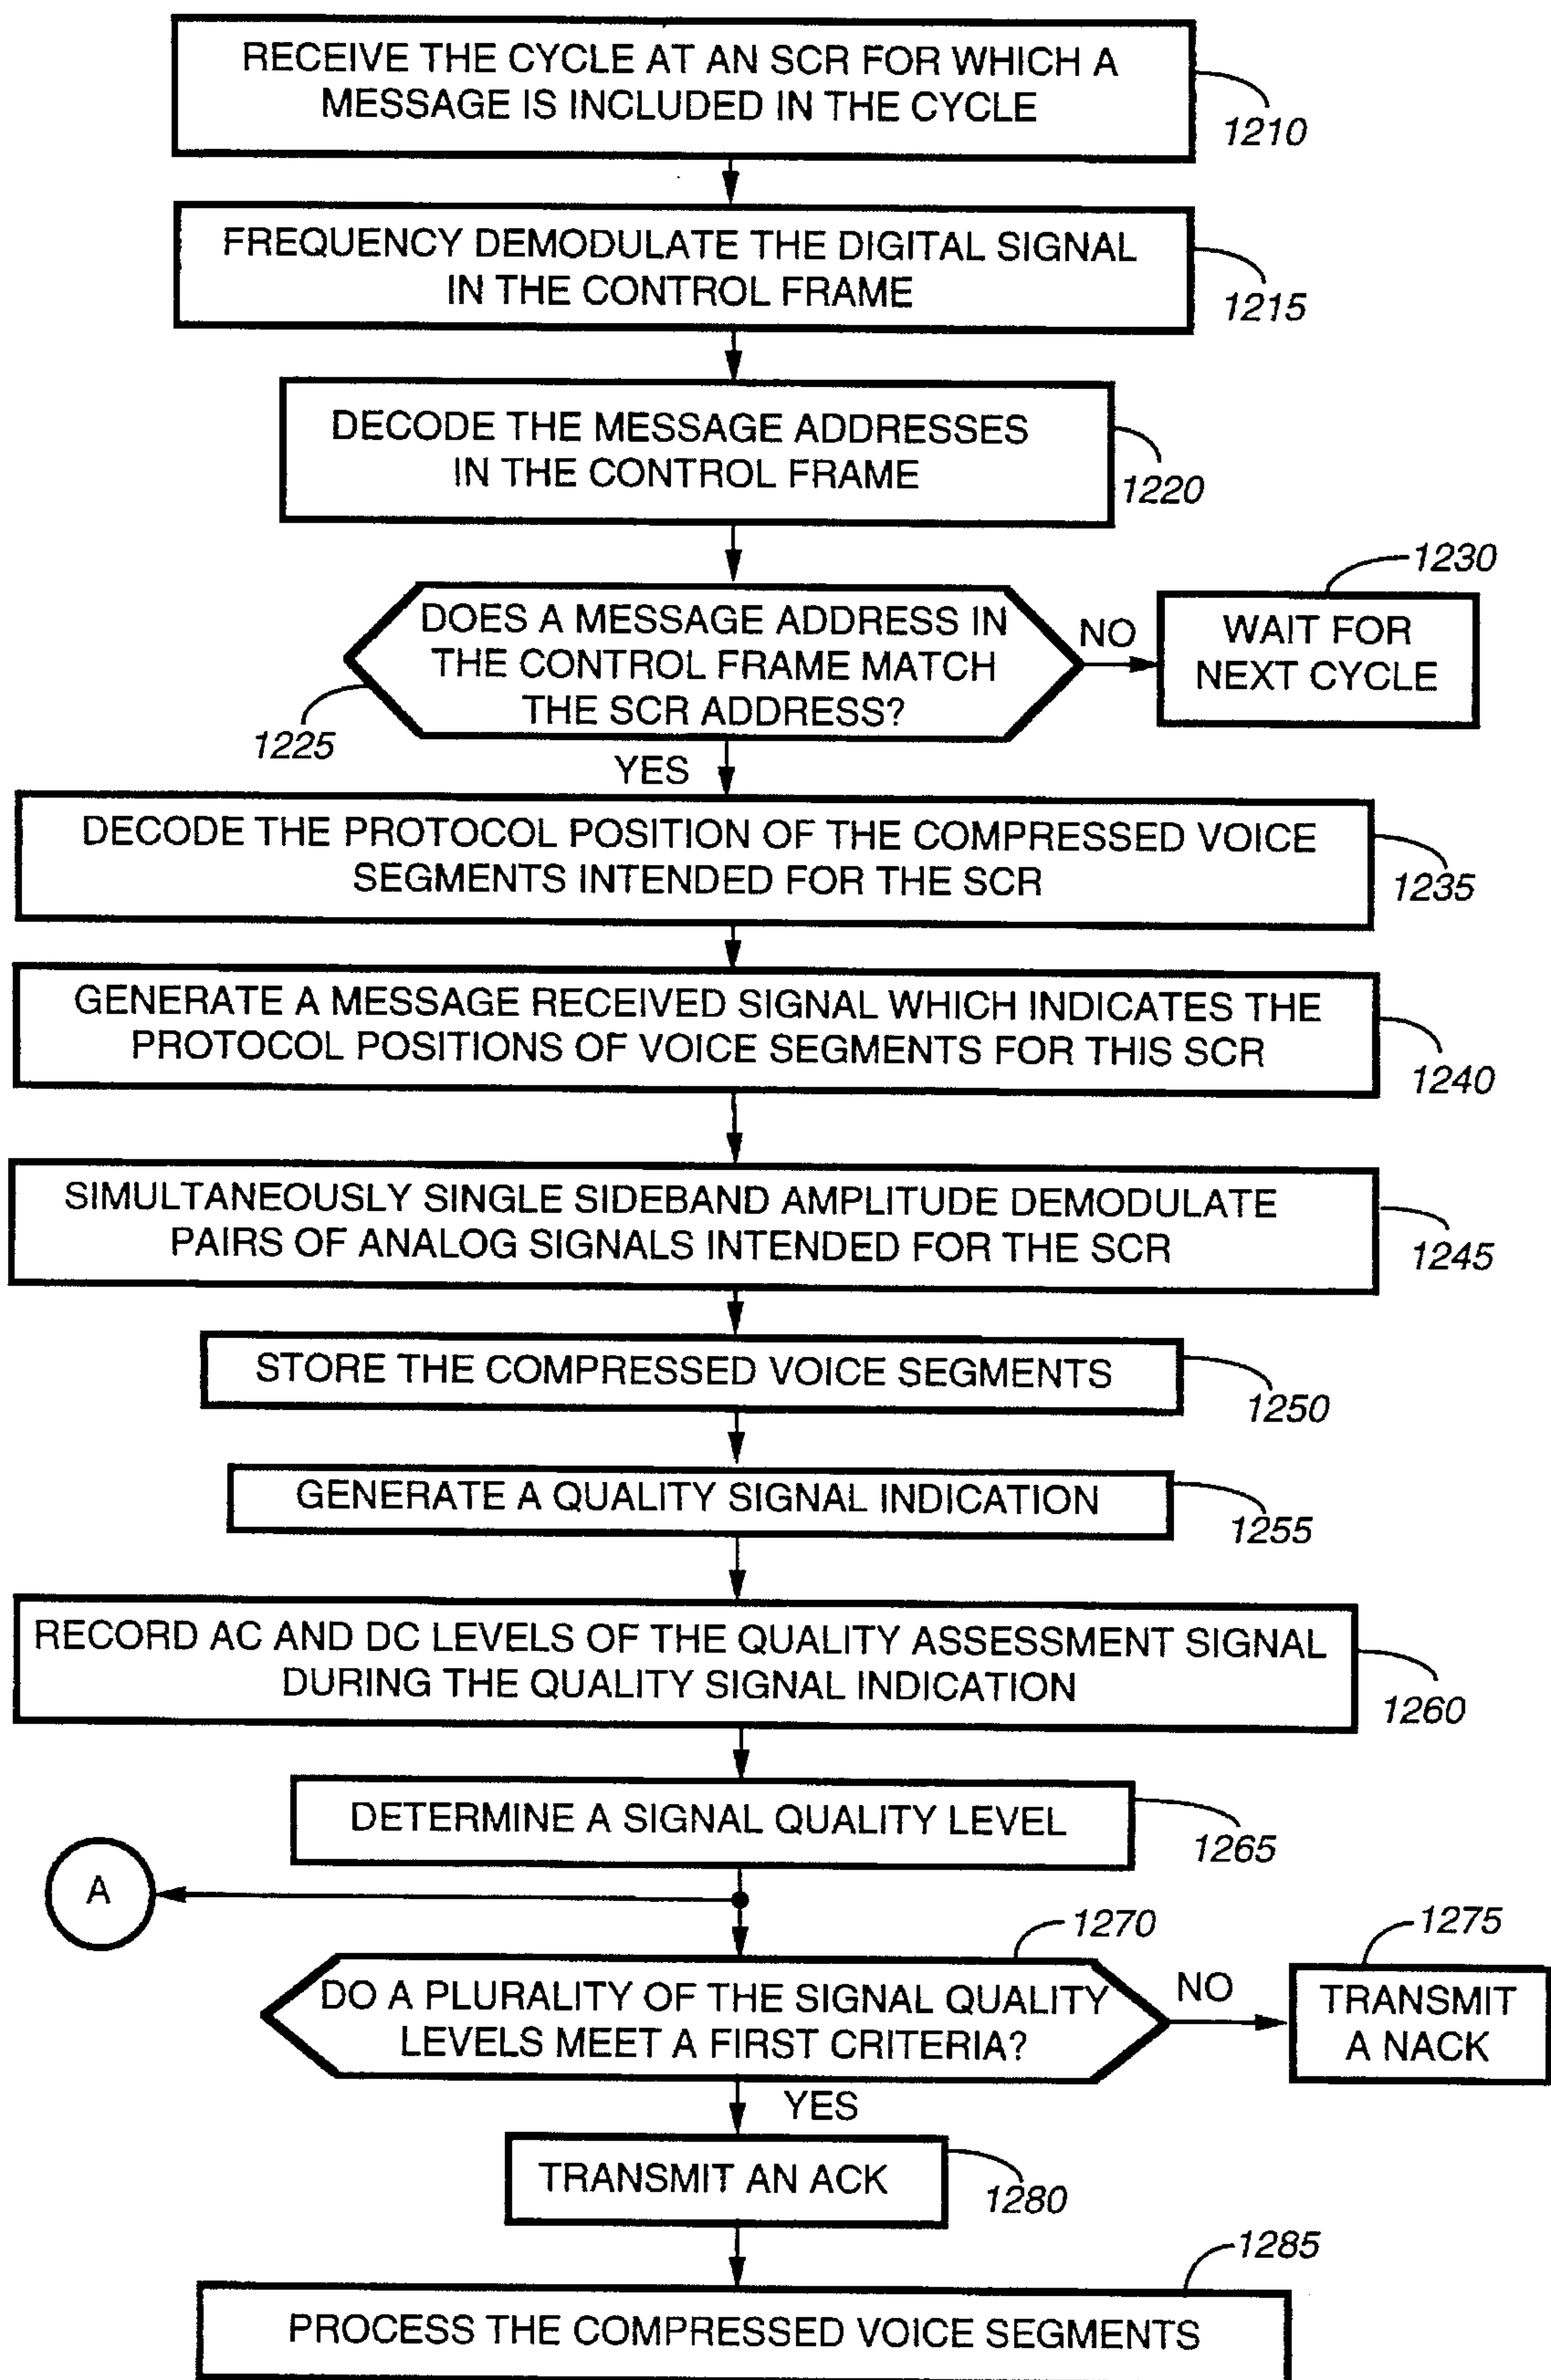 RECEIVE THE CYCLE AT AN SCR FOR WHICH A
MESSAGE IS INCLUDED IN THE CYCLE
1210
FREQUENCY DEMODULATE THE DIGITAL SIGNAL
IN THE CONTROL FRAME
1215
DECODE THE MESSAGE ADDRESSES
IN THE CONTROL FRAME
1220
DOES A MESSAGE ADDRESS IN
THE CONTROL FRAME MATCH
THE SCR ADDRESS?
1225
NO
1230
WAIT FOR
NEXT CYCLE
YES
DECODE THE PROTOCOL POSITION OF THE COMPRESSED VOICE
SEGMENTS INTENDED FOR THE SCR
1235
GENERATE A MESSAGE RECEIVED SIGNAL WHICH INDICATES THE
PROTOCOL POSITIONS OF VOICE SEGMENTS FOR THIS SCR
1240
SIMULTANEOUSLY SINGLE SIDEBAND AMPLITUDE DEMODULATE
PAIRS OF ANALOG SIGNALS INTENDED FOR THE SCR
1245
STORE THE COMPRESSED VOICE SEGMENTS
1250
GENERATE A QUALITY SIGNAL INDICATION
1255
RECORD AC AND DC LEVELS OF THE QUALITY ASSESSMENT SIGNAL
DURING THE QUALITY SIGNAL INDICATION
1260
DETERMINE A SIGNAL QUALITY LEVEL
1265
A
1270
DO A PLURALITY OF THE SIGNAL QUALITY
LEVELS MEET A FIRST CRITERIA?
NO
1275
TRANSMIT
A NACK
YES
TRANSMIT AN ACK
1280
1285
PROCESS THE COMPRESSED VOICE SEGMENTS